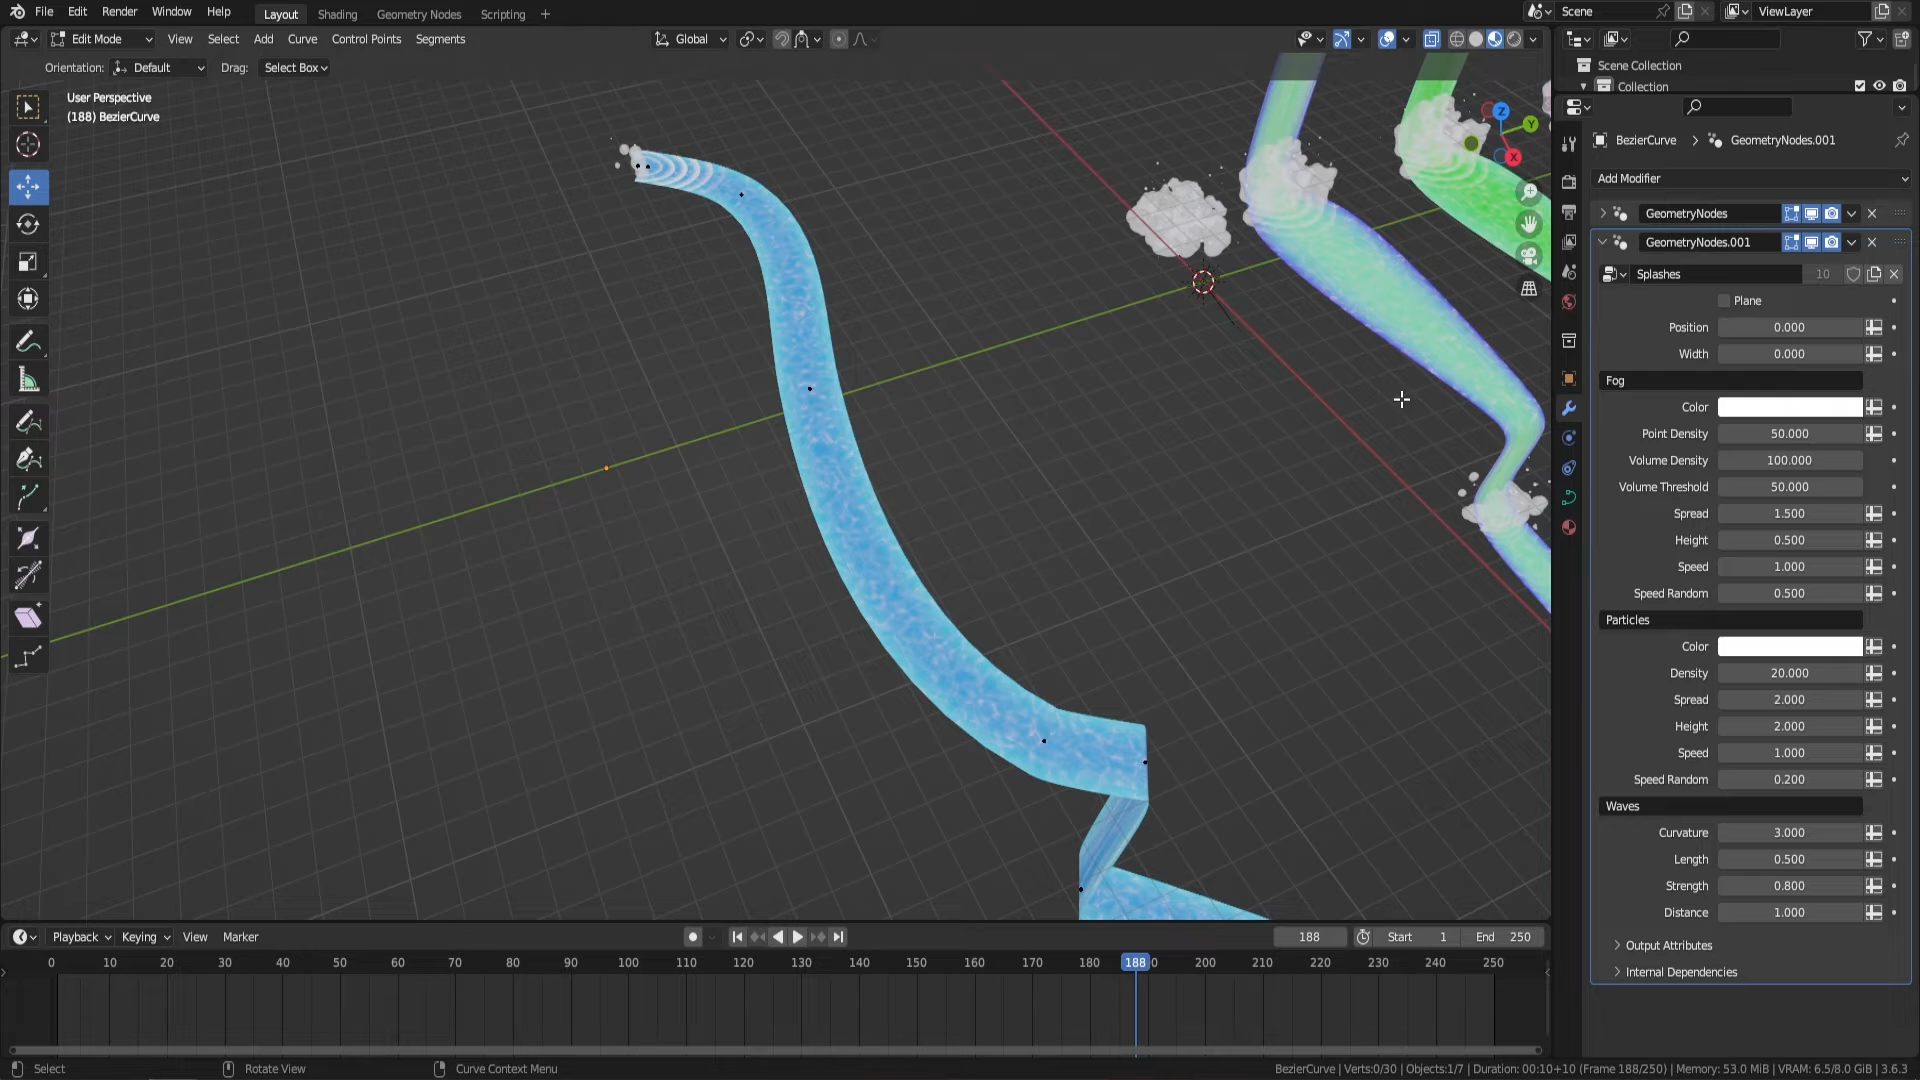 File Edit Render Window Help Layout Shading Geometry Nodes Scripting + Scene ViewLayer
Edit Mode View Select Add Curve Control Points Segments Global
Orientation: Default Drag: Select Box
Scene Collection
Collection
User Perspective
(188) BezierCurve
Z
Y
X
BezierCurve > GeometryNodes.001
Add Modifier
GeometryNodes
GeometryNodes.001
Splashes 10
Plane
Position 0.000
Width 0.000
Fog
Color
Point Density 50.000
Volume Density 100.000
Volume Threshold 50.000
Spread 1.500
Height 0.500
Speed 1.000
Speed Random 0.500
Particles
Color
Density 20.000
Spread 2.000
Height 2.000
Speed 1.000
Speed Random 0.200
Waves
Curvature 3.000
Length 0.500
Strength 0.800
Distance 1.000
Output Attributes
Internal Dependencies
Playback Keying View Marker 188 Start 1 End 250
0 10 20 30 40 50 60 70 80 90 100 110 120 130 140 150 160 170 180 188 0 200 210 220 230 240 250
Select Rotate View Curve Context Menu BezierCurve | Verts:0/30 | Objects:1/7 | Duration: 00:10+10 (Frame 188/250) | Memory: 53.0 MiB | VRAM: 6.5/8.0 GiB | 3.6.3